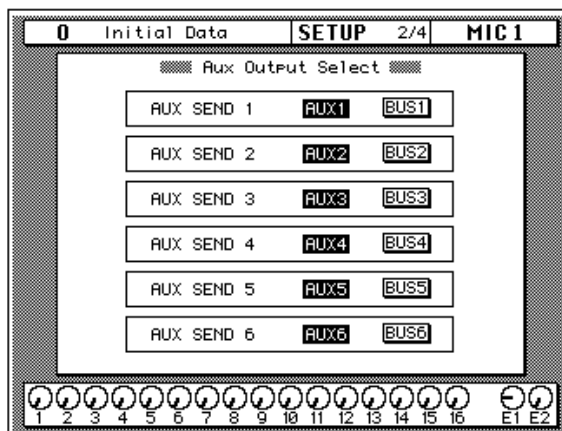 0 Initial Data SETUP 2/4 MIC 1
Aux Output Select
AUX SEND 1 AUX1 BUS1
AUX SEND 2 AUX2 BUS2
AUX SEND 3 AUX3 BUS3
AUX SEND 4 AUX4 BUS4
AUX SEND 5 AUX5 BUS5
AUX SEND 6 AUX6 BUS6
1 2 3 4 5 6 7 8 9 10 11 12 13 14 15 16 E1 E2